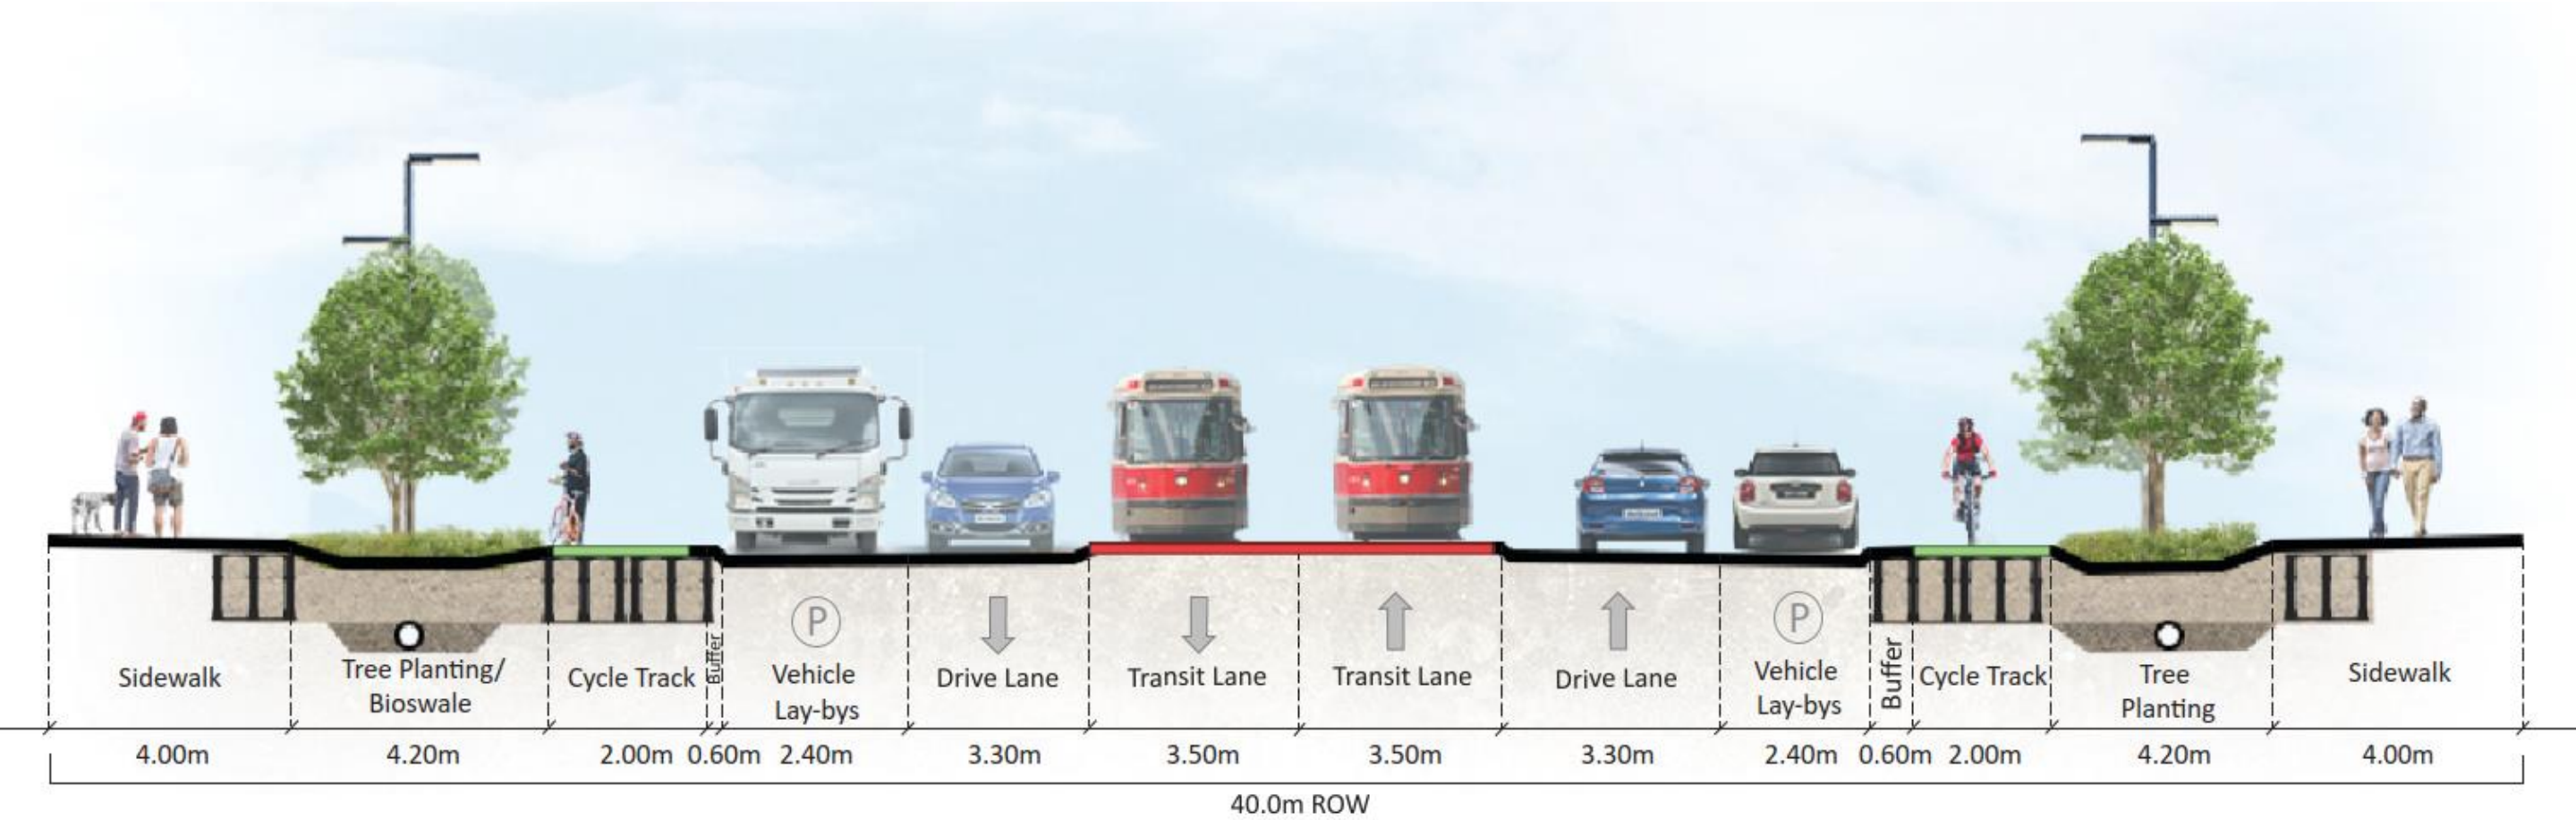 P
P
Sidewalk
Tree Planting/
Bioswale
Cycle Track
Buffer
Vehicle
Lay-bys
Drive Lane
Transit Lane
Transit Lane
Drive Lane
Vehicle
Lay-bys
Buffer
Cycle Track
Tree
Planting
Sidewalk
4.00m 4.20m 2.00m 0.60m 2.40m 3.30m 3.50m 3.50m 3.30m 2.40m 0.60m 2.00m 4.20m 4.00m
40.0m ROW